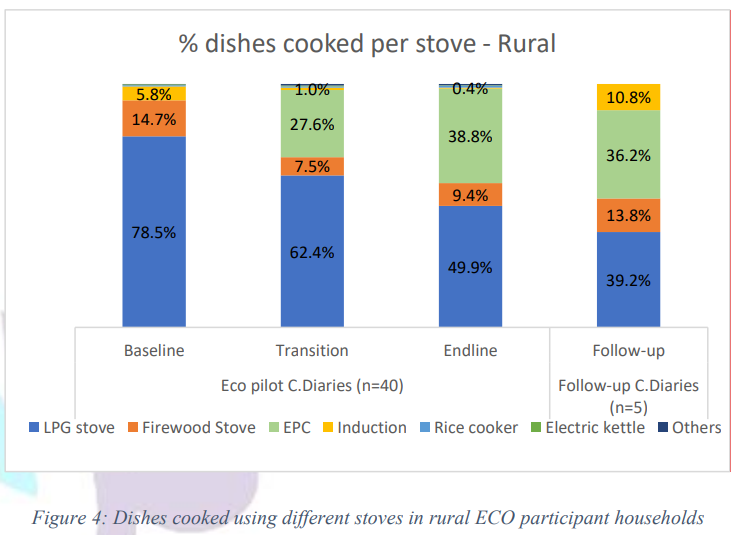 % dishes cooked per stove - Rural
5.8%
14.7%
78.5%
1.0%
27.6%
7.5%
62.4%
0.4%
38.8%
9.4%
49.9%
10.8%
36.2%
13.8%
39.2%
Baseline Transition Endline Follow-up
Eco pilot C.Diaries (n=40) Follow-up C.Diaries
(n=5)
LPG stove Firewood Stove EPC Induction Rice cooker Electric kettle Others
Figure 4: Dishes cooked using different stoves in rural ECO participant households